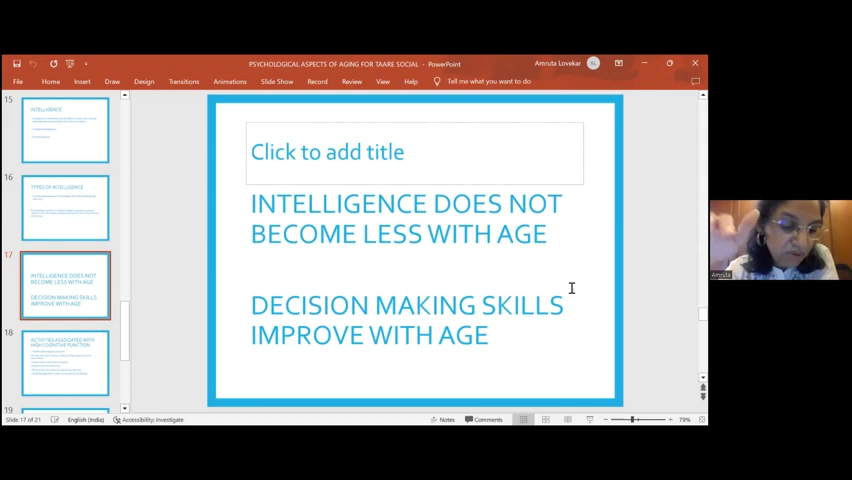 PSYCHOLOGICAL ASPECTS OF AGING FOR TAARE SOCIAL - PowerPoint
Amruta Lovekar
AL
File Home Insert Draw Design Transitions Animations Slide Show Record Review View Help Tell me what you want to do
15
INTELLIGENCE
16
TYPES OF INTELLIGENCE
17
INTELLIGENCE DOES NOT
BECOME LESS WITH AGE
DECISION MAKING SKILLS
IMPROVE WITH AGE
18
ACTIVITIES ASSOCIATED WITH
HIGH COGNITIVE FUNCTION
19
Click to add title
INTELLIGENCE DOES NOT
BECOME LESS WITH AGE
DECISION MAKING SKILLS
IMPROVE WITH AGE
Amruta
Slide 17 of 21 English (India) Accessibility: Investigate Notes Comments 79%